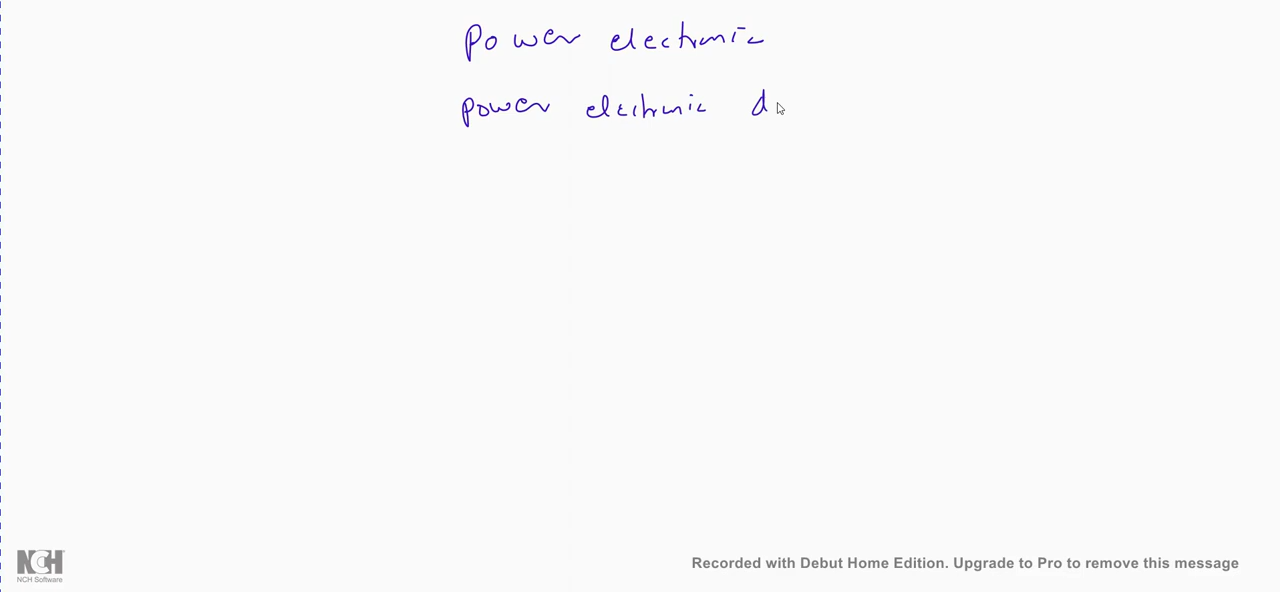 Power electronic
power electronic d
NCH
NCH Software
Recorded with Debut Home Edition. Upgrade to Pro to remove this message